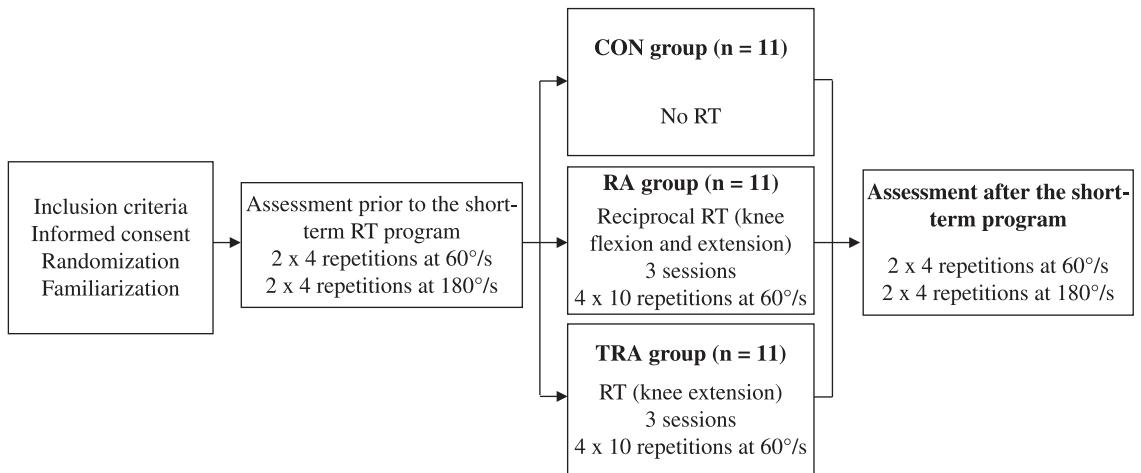 Inclusion criteria
Informed consent
Randomization
Familiarization
Assessment prior to the short-
term RT program
2 x 4 repetitions at 60°/s
2 x 4 repetitions at 180°/s
CON group (n = 11)
No RT
RA group (n = 11)
Reciprocal RT (knee
flexion and extension)
3 sessions
4 x 10 repetitions at 60°/s
TRA group (n = 11)
RT (knee extension)
3 sessions
4 x 10 repetitions at 60°/s
Assessment after the short-
term program
2 x 4 repetitions at 60°/s
2 x 4 repetitions at 180°/s